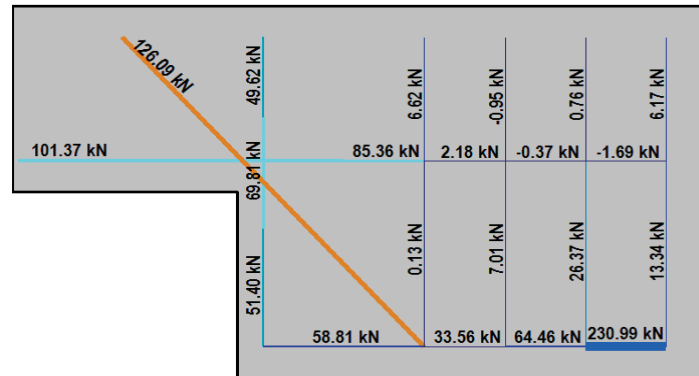 126.09 kN
49.62 kN
6.62 kN
-0.95 kN
0.76 kN
6.17 kN
101.37 kN
85.36 kN
2.18 kN
-0.37 kN
-1.69 kN
69.81 kN
51.40 kN
0.13 kN
7.01 kN
26.37 kN
13.34 kN
58.81 kN
33.56 kN
64.46 kN
230.99 kN